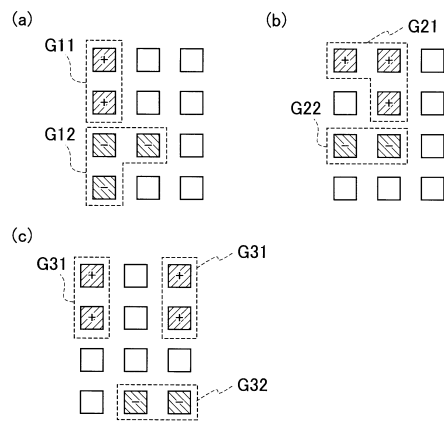 (a)
G11
+
+
G12
− −
−
(b)
G21
+ +
+
G22
− −
(c)
G31
G31
+ +
+ +
− −
G32